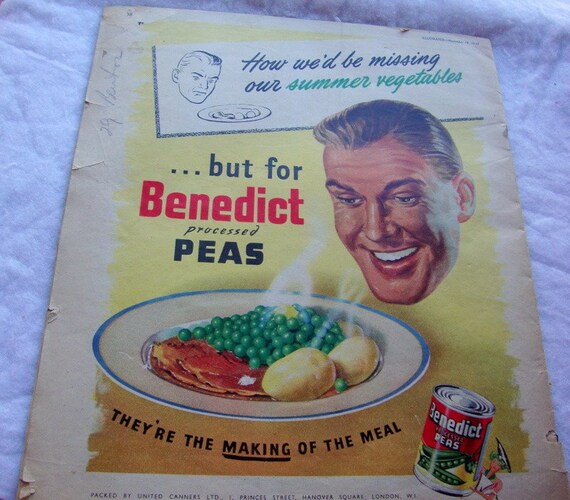 How we'd be missing
our summer vegetables
... but for
Benedict
processed
PEAS
THEY'RE THE MAKING OF THE MEAL
Benedict
PROCESSED
PEAS
PACKED BY UNITED CANNERS LTD., 1, PRINCES STREET, HANOVER SQUARE, LONDON, W.1.